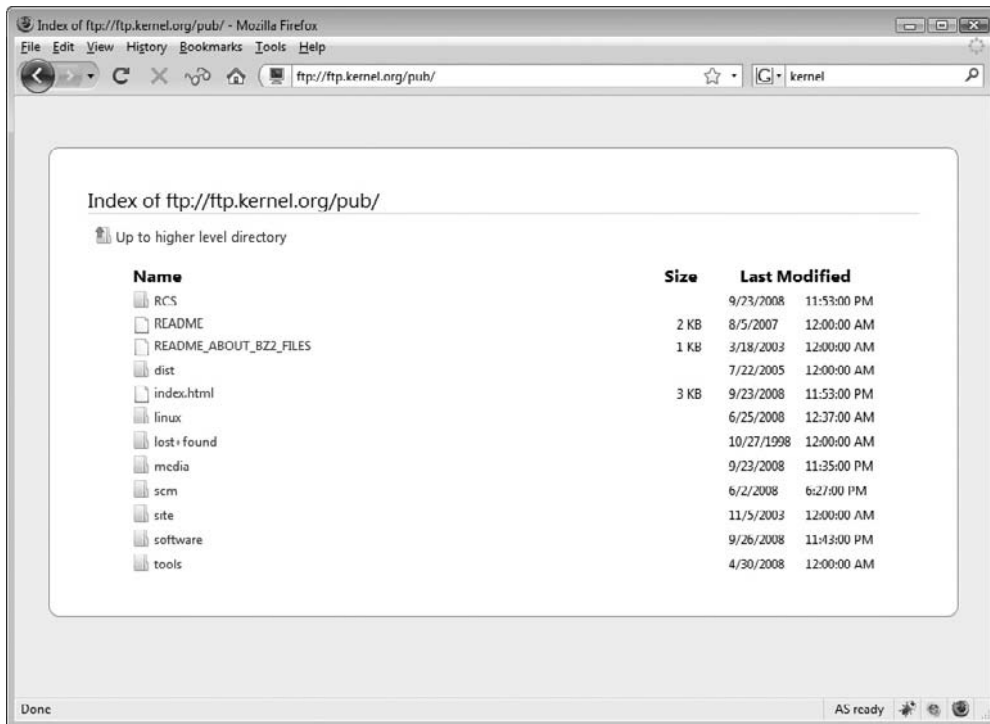 Index of ftp://ftp.kernel.org/pub/ - Mozilla Firefox
File Edit View History Bookmarks Tools Help
ftp://ftp.kernel.org/pub/ G kernel
Index of ftp://ftp.kernel.org/pub/
Up to higher level directory
Name Size Last Modified
RCS 9/23/2008 11:53:00 PM
README 2 KB 8/5/2007 12:00:00 AM
README_ABOUT_BZ2_FILES 1 KB 3/18/2003 12:00:00 AM
dist 7/22/2005 12:00:00 AM
index.html 3 KB 9/23/2008 11:53:00 PM
linux 6/25/2008 12:37:00 AM
lost+found 10/27/1998 12:00:00 AM
media 9/23/2008 11:35:00 PM
scm 6/2/2008 6:27:00 PM
site 11/5/2003 12:00:00 AM
software 9/26/2008 11:43:00 PM
tools 4/30/2008 12:00:00 AM
Done AS ready